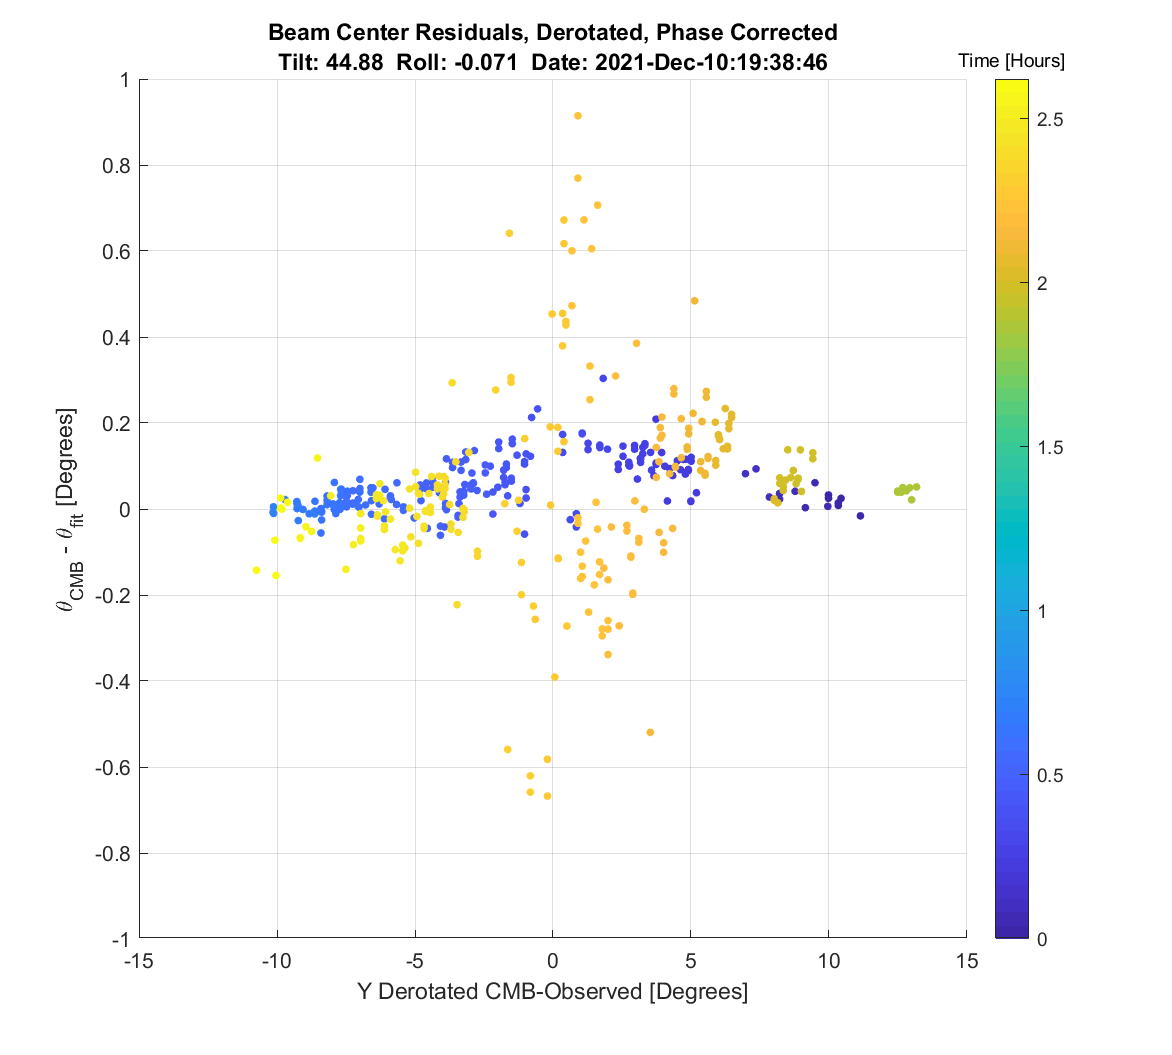 Beam Center Residuals, Derotated, Phase Corrected
Tilt: 44.88 Roll: -0.071 Date: 2021-Dec-10:19:38:46
Time [Hours]
1
0.8
0.6
0.4
0.2
0
-0.2
-0.4
-0.6
-0.8
-1
θCMB - θfit [Degrees]
-15 -10 -5 0 5 10 15
Y Derotated CMB-Observed [Degrees]
2.5
2
1.5
1
0.5
0